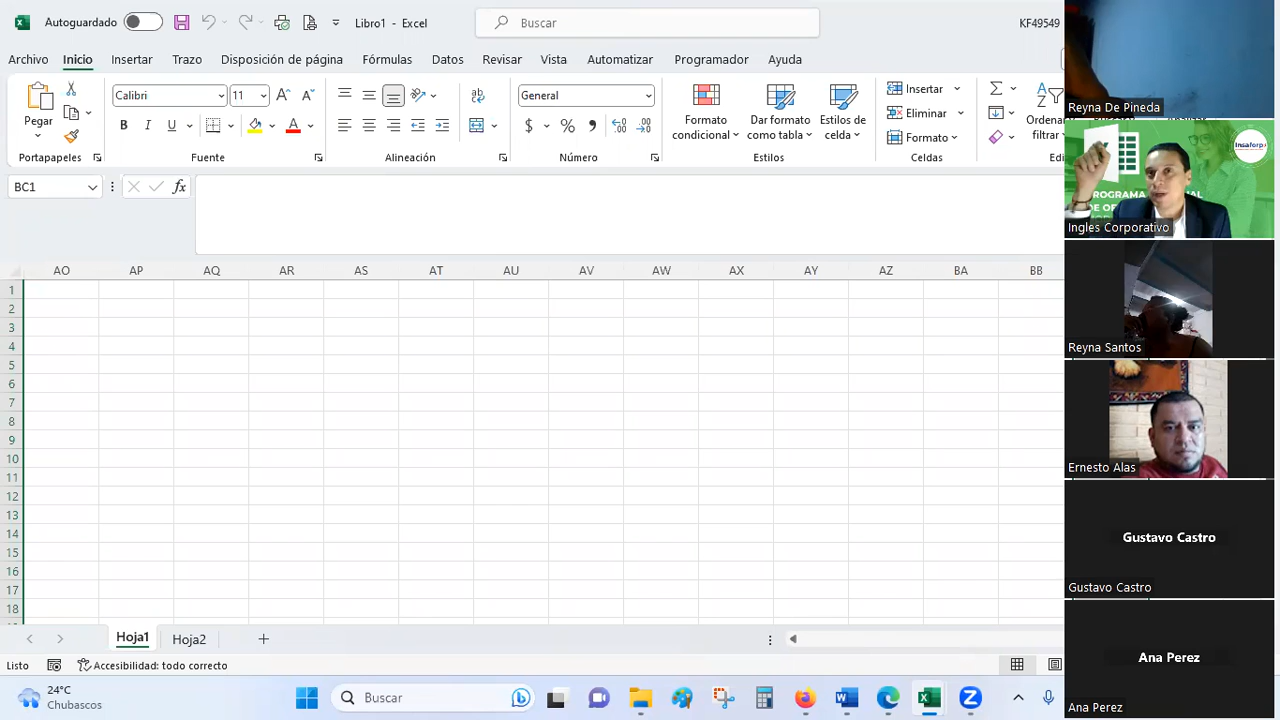 Autoguardado
Libro1 - Excel
Buscar
KF49549
Archivo Inicio Insertar Trazo Disposición de página Fórmulas Datos Revisar Vista Automatizar Programador Ayuda
Pegar
Portapapeles
Calibri 11
N K S
Fuente
Alineación
General
$ % 
Número
Formato condicional
Dar formato como tabla
Estilos de celda
Estilos
Insertar
Eliminar
Formato
Celdas
Ordena
filtrar
Edi
BC1
fx
AO AP AQ AR AS AT AU AV AW AX AY AZ BA BB
1
2
3
4
5
6
7
8
9
10
11
12
13
14
15
16
17
18
Hoja1 Hoja2
Listo
Accesibilidad: todo correcto
24°C
Chubascos
Buscar
Reyna De Pineda
Insaforp
Ingles Corporativo
Reyna Santos
Ernesto Alas
Gustavo Castro
Gustavo Castro
Ana Perez
Ana Perez